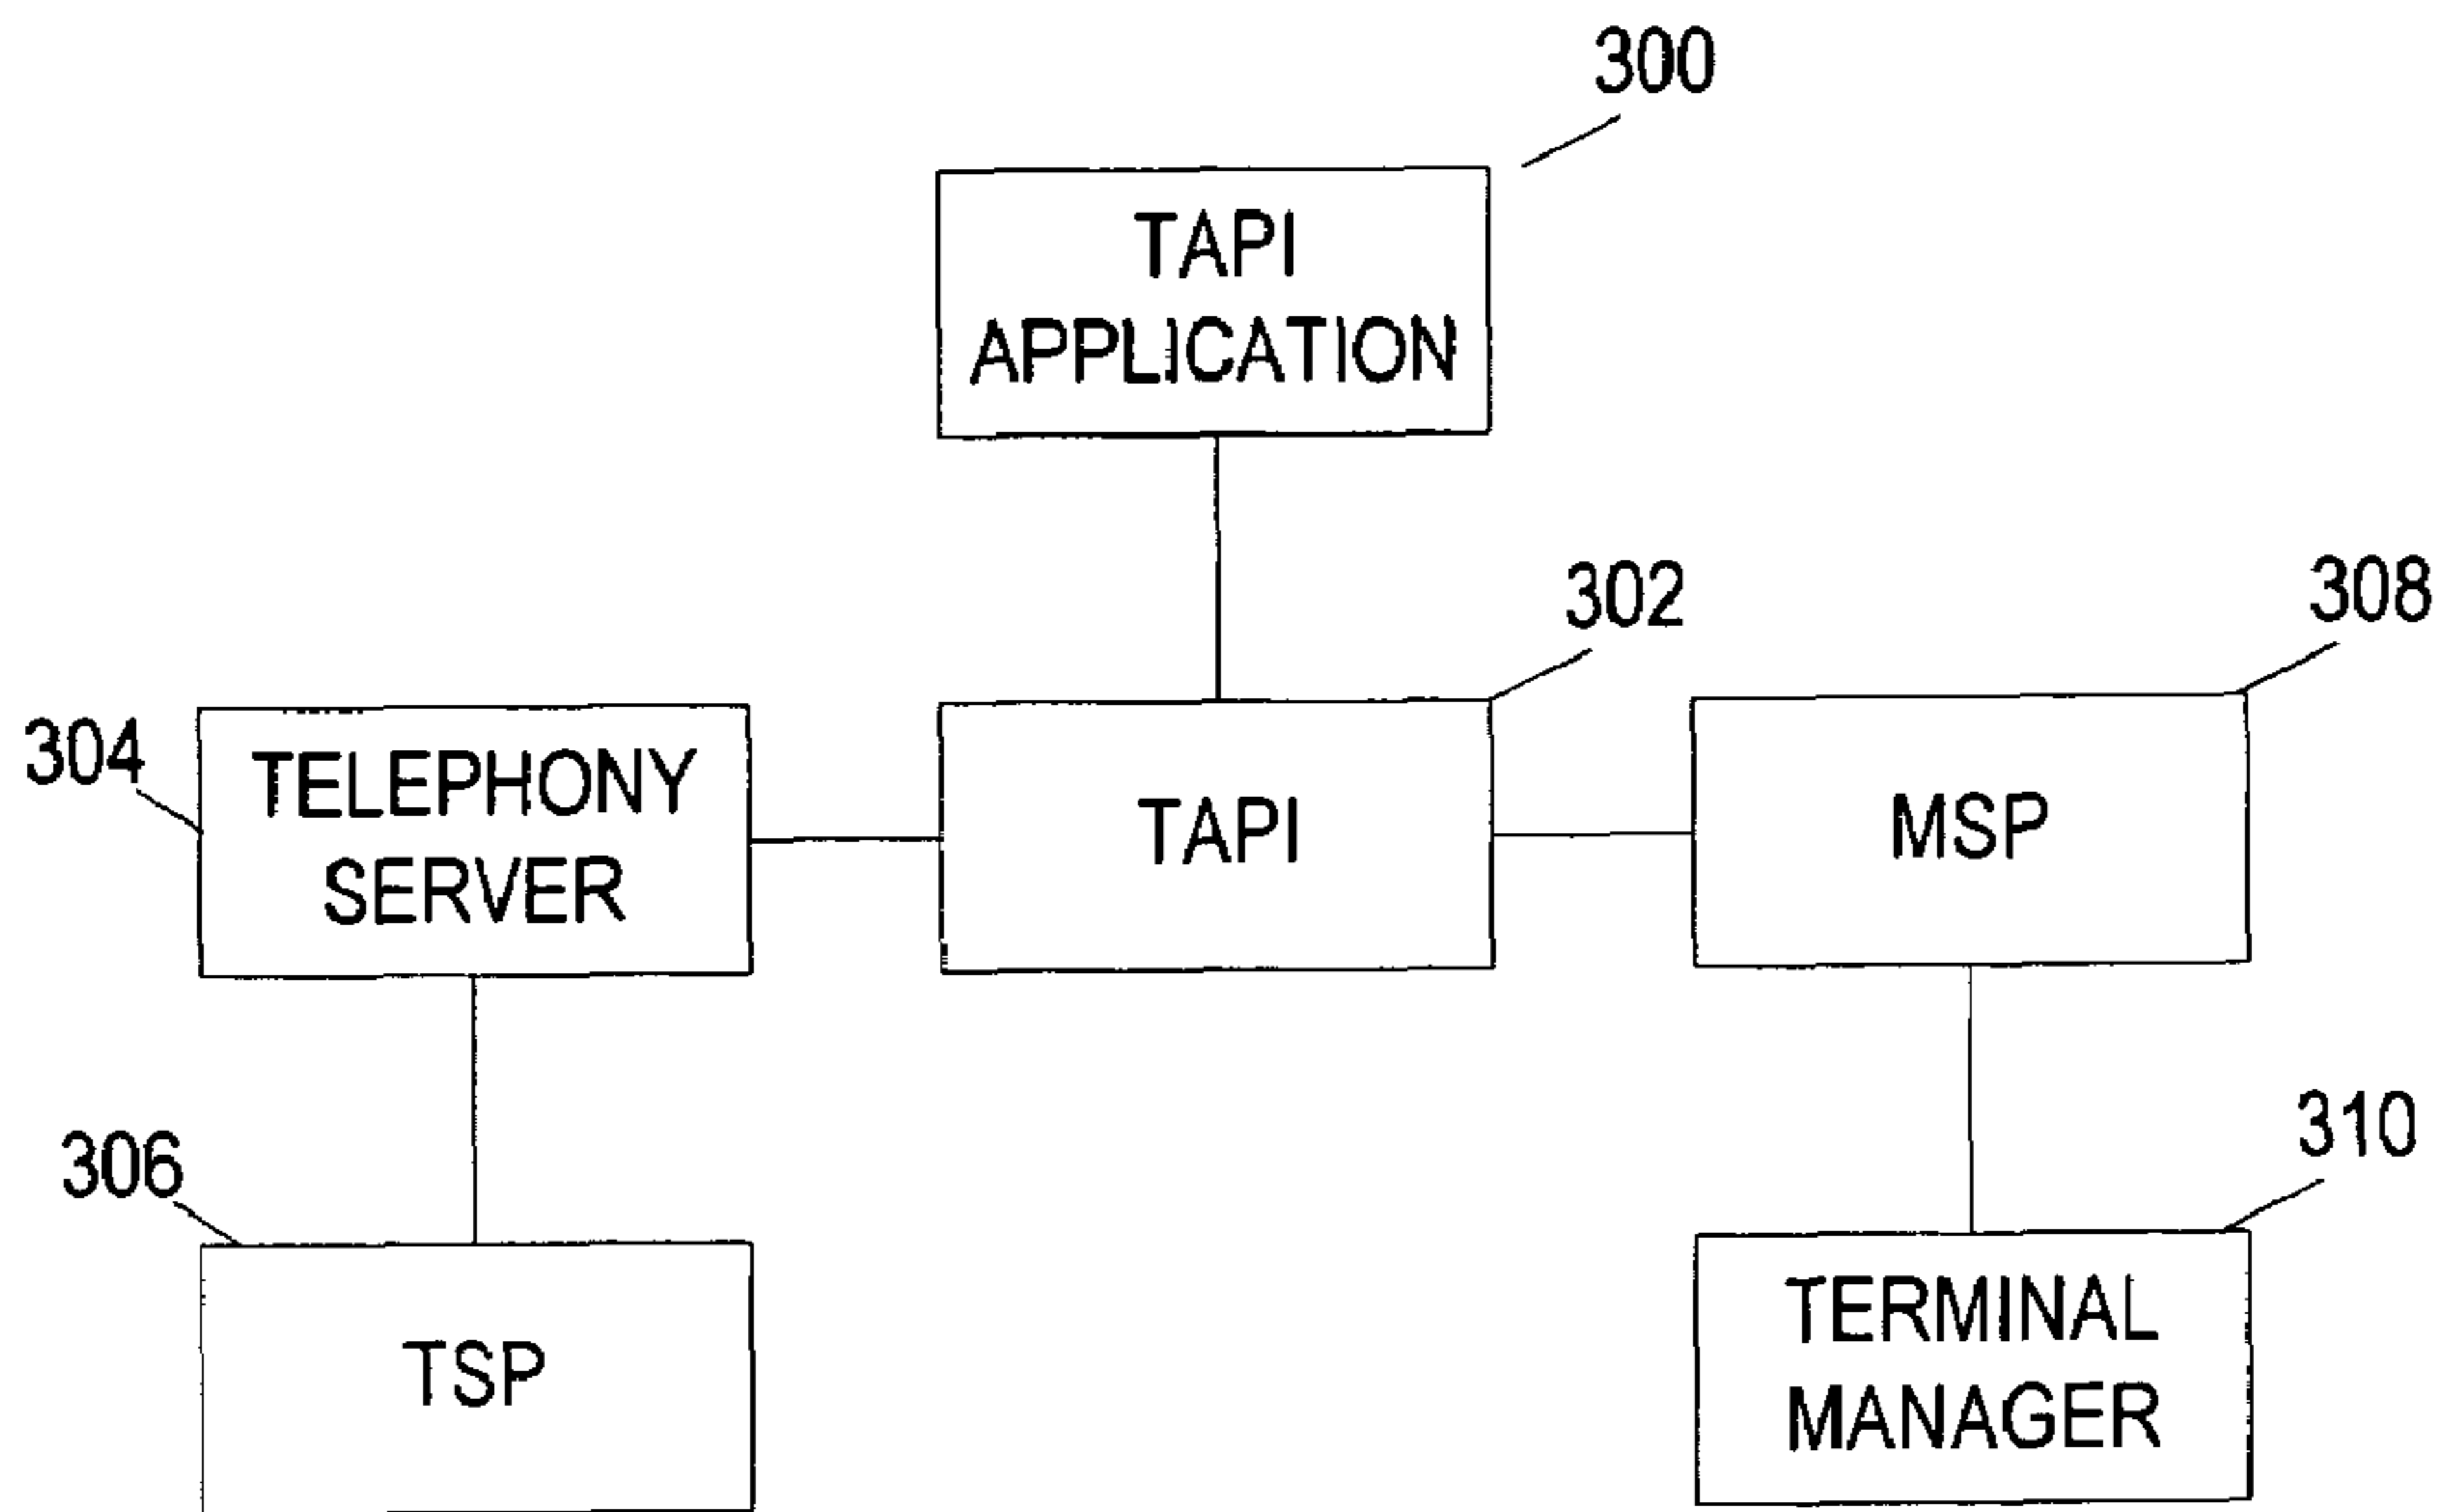 300
TAPI
APPLICATION
302
308
304
TELEPHONY
SERVER
TAPI
MSP
306
310
TSP
TERMINAL
MANAGER